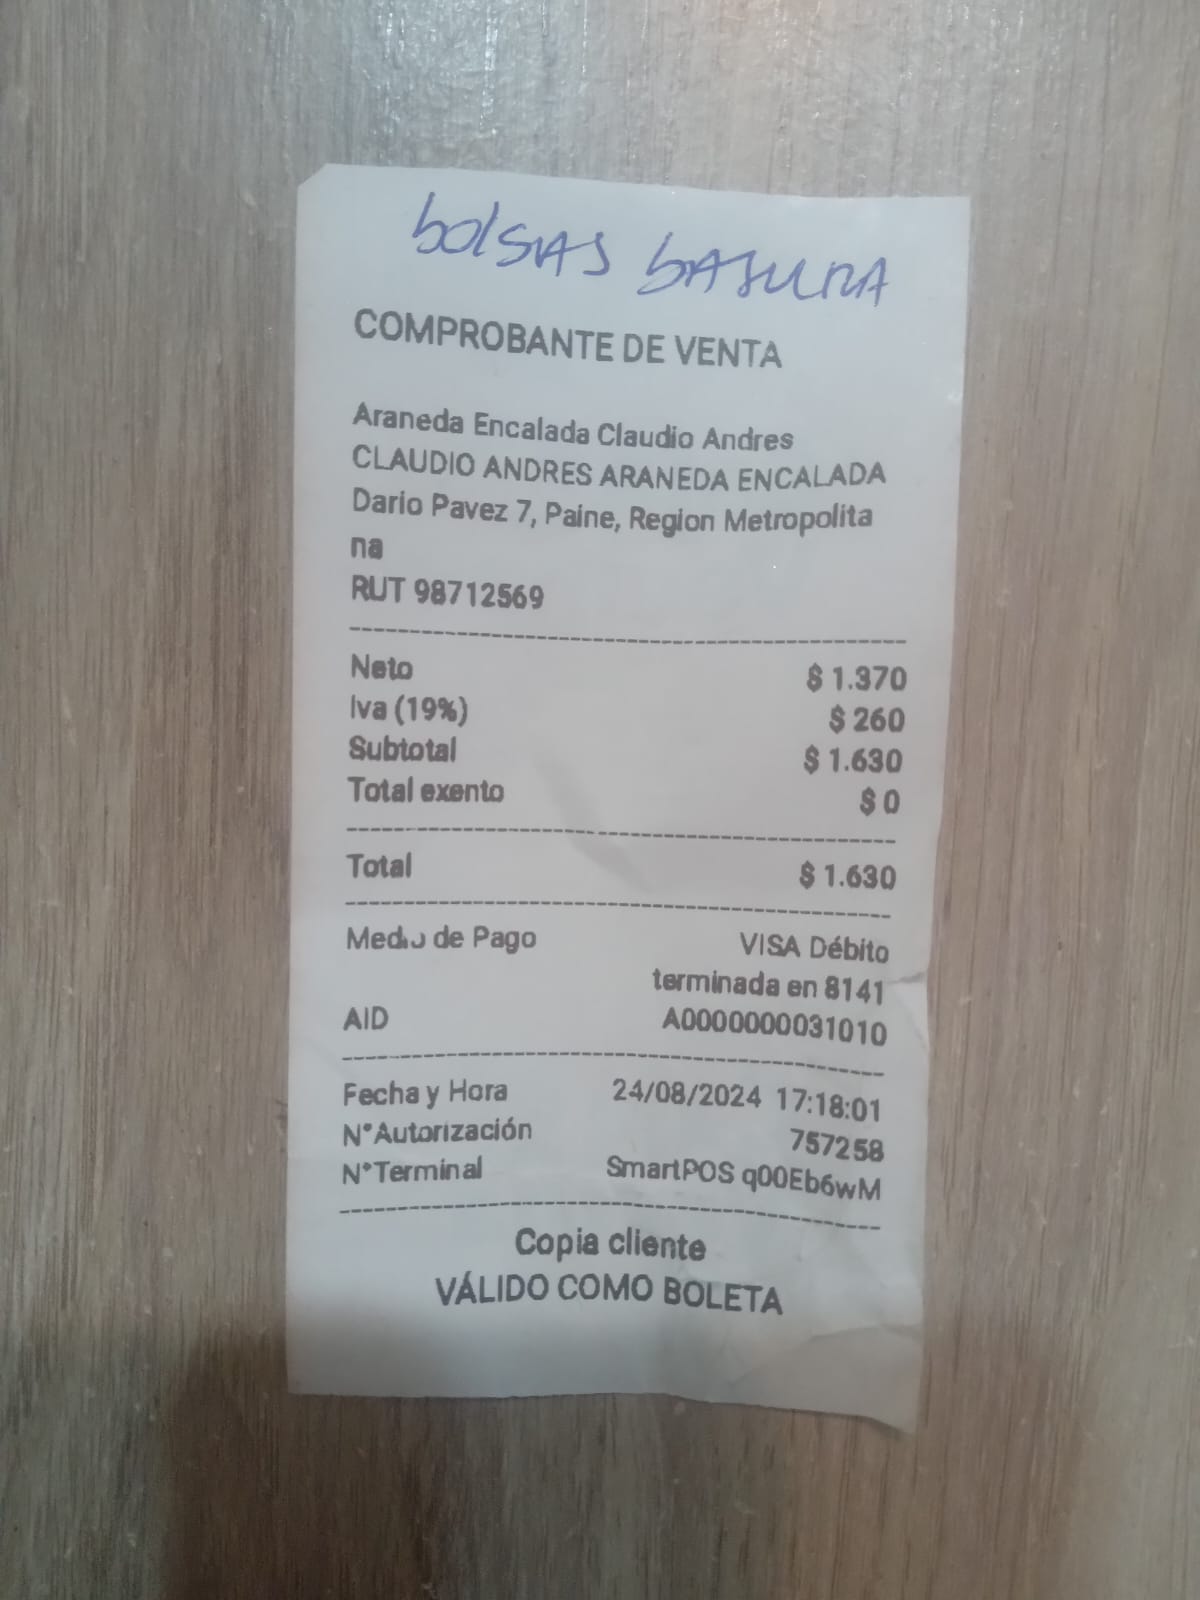 bolsas basura
COMPROBANTE DE VENTA
Araneda Encalada Claudio Andres
CLAUDIO ANDRES ARANEDA ENCALADA
Dario Pavez 7, Paine, Region Metropolita
na
RUT 98712569
Neto $ 1.370
Iva (19%) $ 260
Subtotal $ 1.630
Total exento $ 0
Total $ 1.630
Medio de Pago VISA Débito
terminada en 8141
AID A0000000031010
Fecha y Hora 24/08/2024 17:18:01
N°Autorización 757258
N°Terminal SmartPOS q00Eb6wM
Copia cliente
VÁLIDO COMO BOLETA